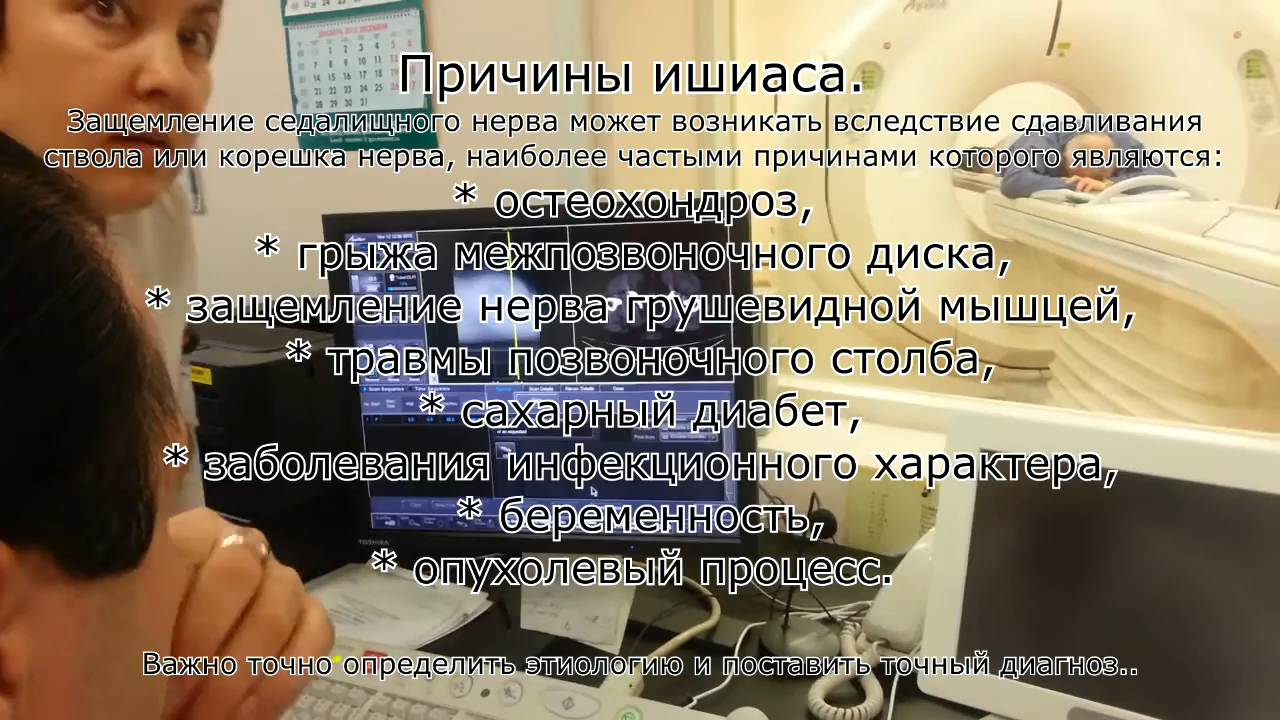 Причины ишиаса.
Защемление седалищного нерва может возникать вследствие сдавливания
ствола или корешка нерва, наиболее частыми причинами которого являются:
* остеохондроз,
* грыжа межпозвоночного диска,
* защемление нерва грушевидной мышцей,
* травмы позвоночного столба,
* сахарный диабет,
* заболевания инфекционного характера,
* беременность,
* опухолевый процесс.
TOSHIBA
Важно точно определить этиологию и поставить точный диагноз..